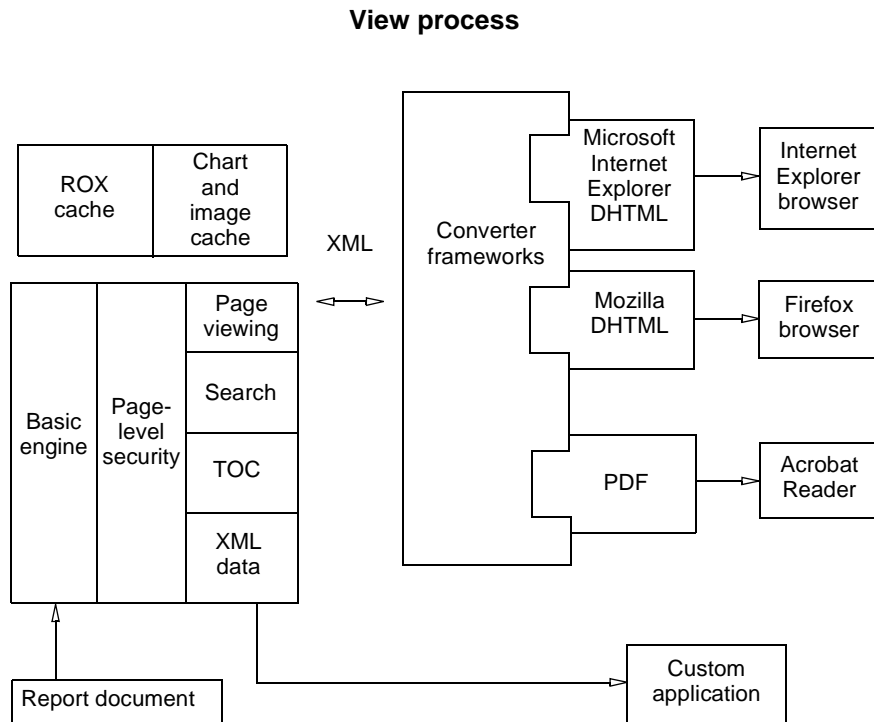 View process
ROX
cache
Chart
and
image
cache
XML
Converter
frameworks
Microsoft
Internet
Explorer
DHTML
Internet
Explorer
browser
Mozilla
DHTML
Firefox
browser
PDF
Acrobat
Reader
Basic
engine
Page-
level
security
Page
viewing
Search
TOC
XML
data
Report document
Custom
application